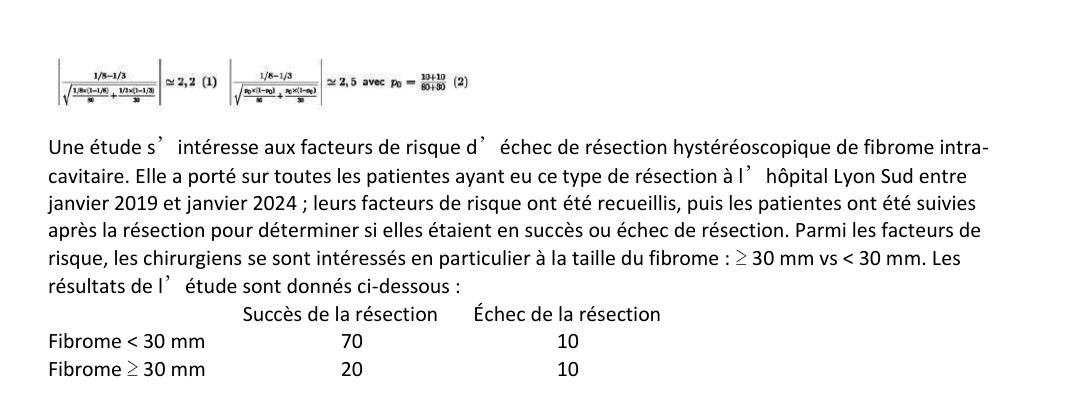 | (1/8−1/3) / √(1/8×(1−1/8)/80 + 1/3×(1−1/3)/30) | ≃ 2,2 (1) | (1/8−1/3) / √(p₀×(1−p₀)/80 + p₀×(1−p₀)/30) | ≃ 2,5 avec p₀ = (10+10)/(80+30) (2)
Une étude s’ intéresse aux facteurs de risque d’ échec de résection hystéréoscopique de fibrome intra-
cavitaire. Elle a porté sur toutes les patientes ayant eu ce type de résection à l’ hôpital Lyon Sud entre
janvier 2019 et janvier 2024 ; leurs facteurs de risque ont été recueillis, puis les patientes ont été suivies
après la résection pour déterminer si elles étaient en succès ou échec de résection. Parmi les facteurs de
risque, les chirurgiens se sont intéressés en particulier à la taille du fibrome : ≥ 30 mm vs < 30 mm. Les
résultats de l’ étude sont donnés ci-dessous :
Succès de la résection Échec de la résection
Fibrome < 30 mm 70 10
Fibrome ≥ 30 mm 20 10